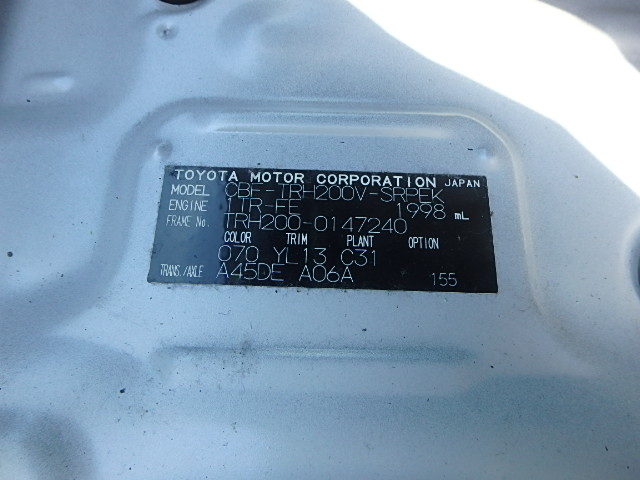 TOYOTA MOTOR CORPORATION JAPAN
MODEL CBF-TRH200V-SRPEK
ENGINE 1TR-FE 1998 mL
FRAME No. TRH200-0147240
COLOR TRIM PLANT OPTION
070 YL13 C31
TRANS./AXLE A45DE A06A 155